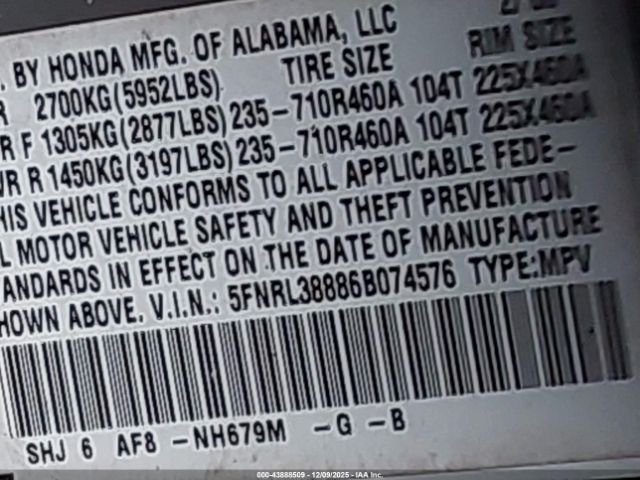 . BY HONDA MFG. OF ALABAMA, LLC
R 2700KG(5952LBS) TIRE SIZE RIM SIZE
R F 1305KG(2877LBS) 235-710R460A 104T 225X460A
WR R 1450KG(3197LBS) 235-710R460A 104T 225X460A
HIS VEHICLE CONFORMS TO ALL APPLICABLE FEDE-
L MOTOR VEHICLE SAFETY AND THEFT PREVENTION
ANDARDS IN EFFECT ON THE DATE OF MANUFACTURE
HOWN ABOVE. V.I.N.: 5FNRL38886B074576 TYPE:MPV
SHJ 6 AF8 -NH679M -G -B
000-43888509 - 12/09/2025 - IAAI Inc. (US)